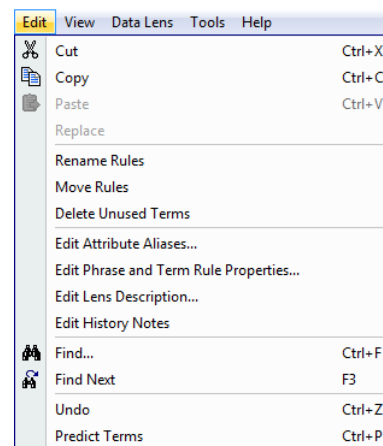 Edit View Data Lens Tools Help
Cut Ctrl+X
Copy Ctrl+C
Paste Ctrl+V
Replace
Rename Rules
Move Rules
Delete Unused Terms
Edit Attribute Aliases...
Edit Phrase and Term Rule Properties...
Edit Lens Description...
Edit History Notes
Find... Ctrl+F
Find Next F3
Undo Ctrl+Z
Predict Terms Ctrl+P